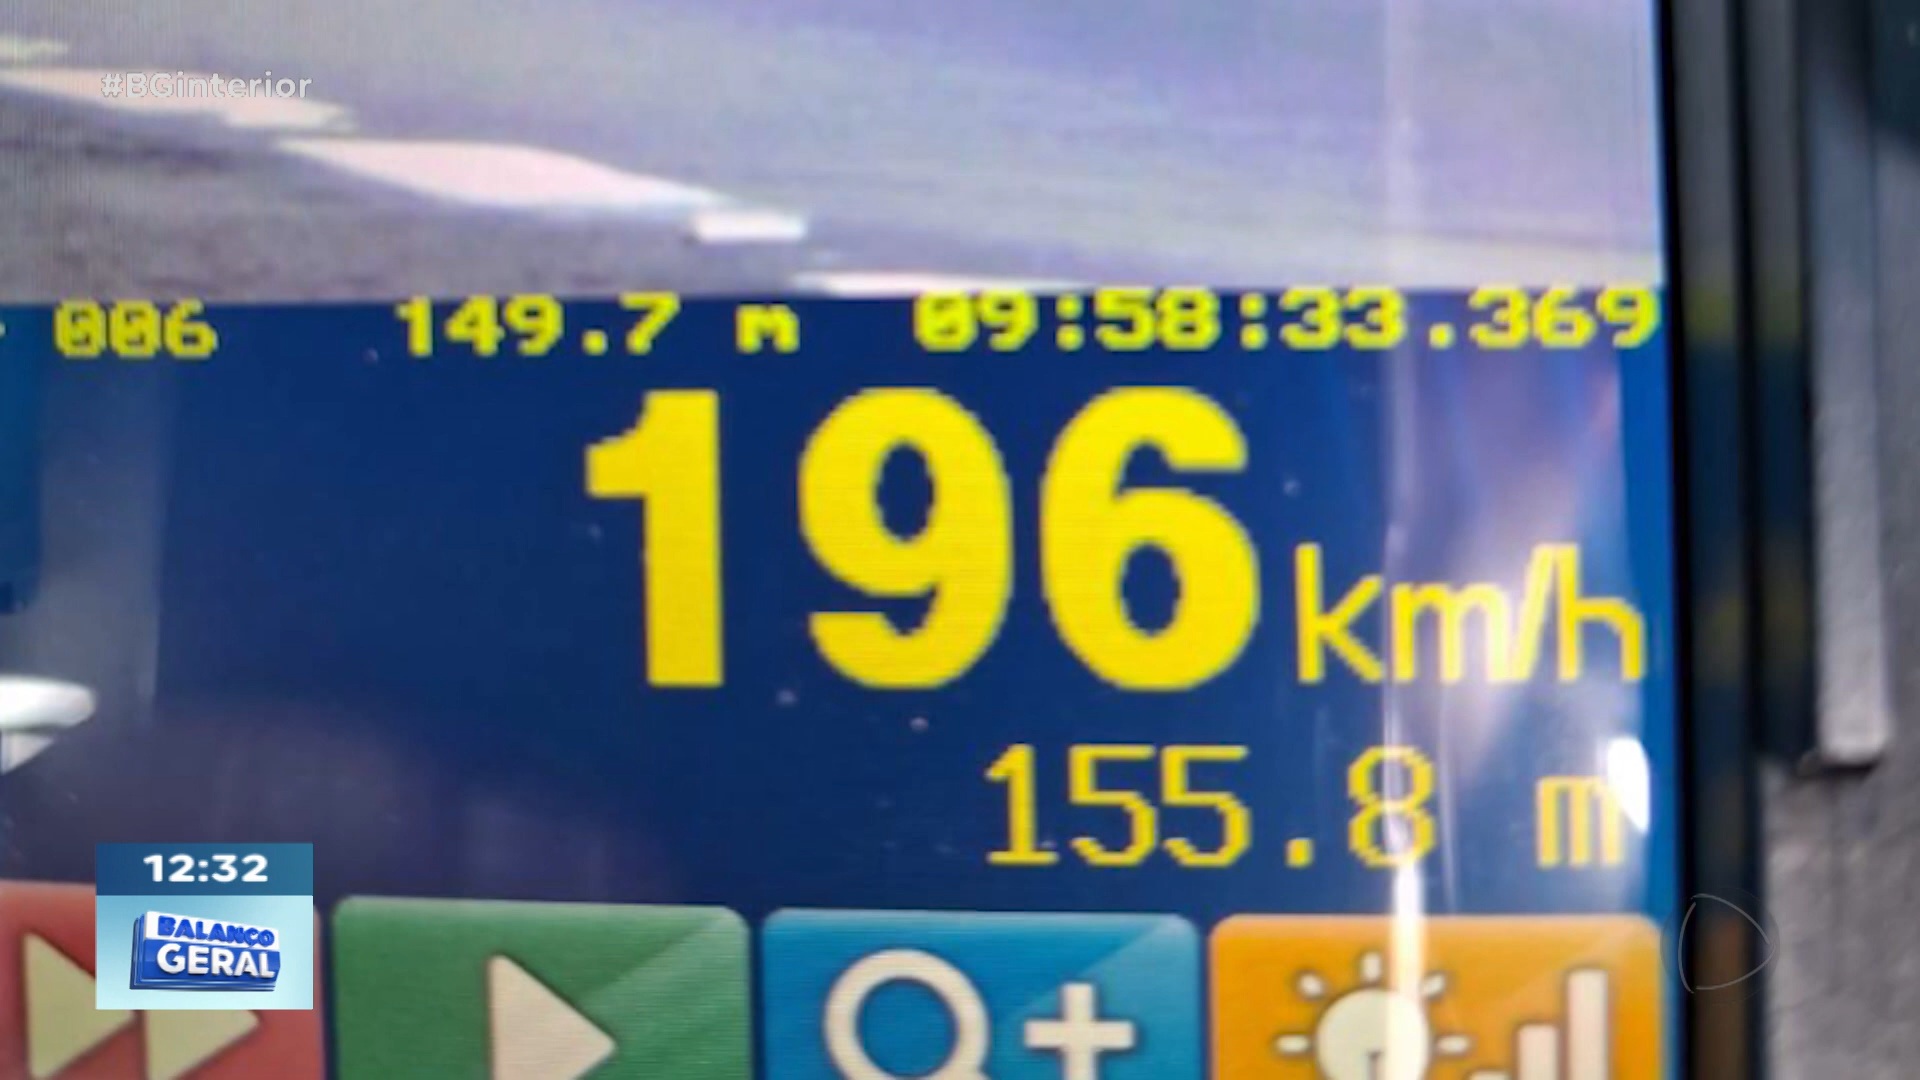 #BGinterior
006 149.7 m 09:58:33.369
196 km/h
155.8 m
12:32
BALANÇO
GERAL